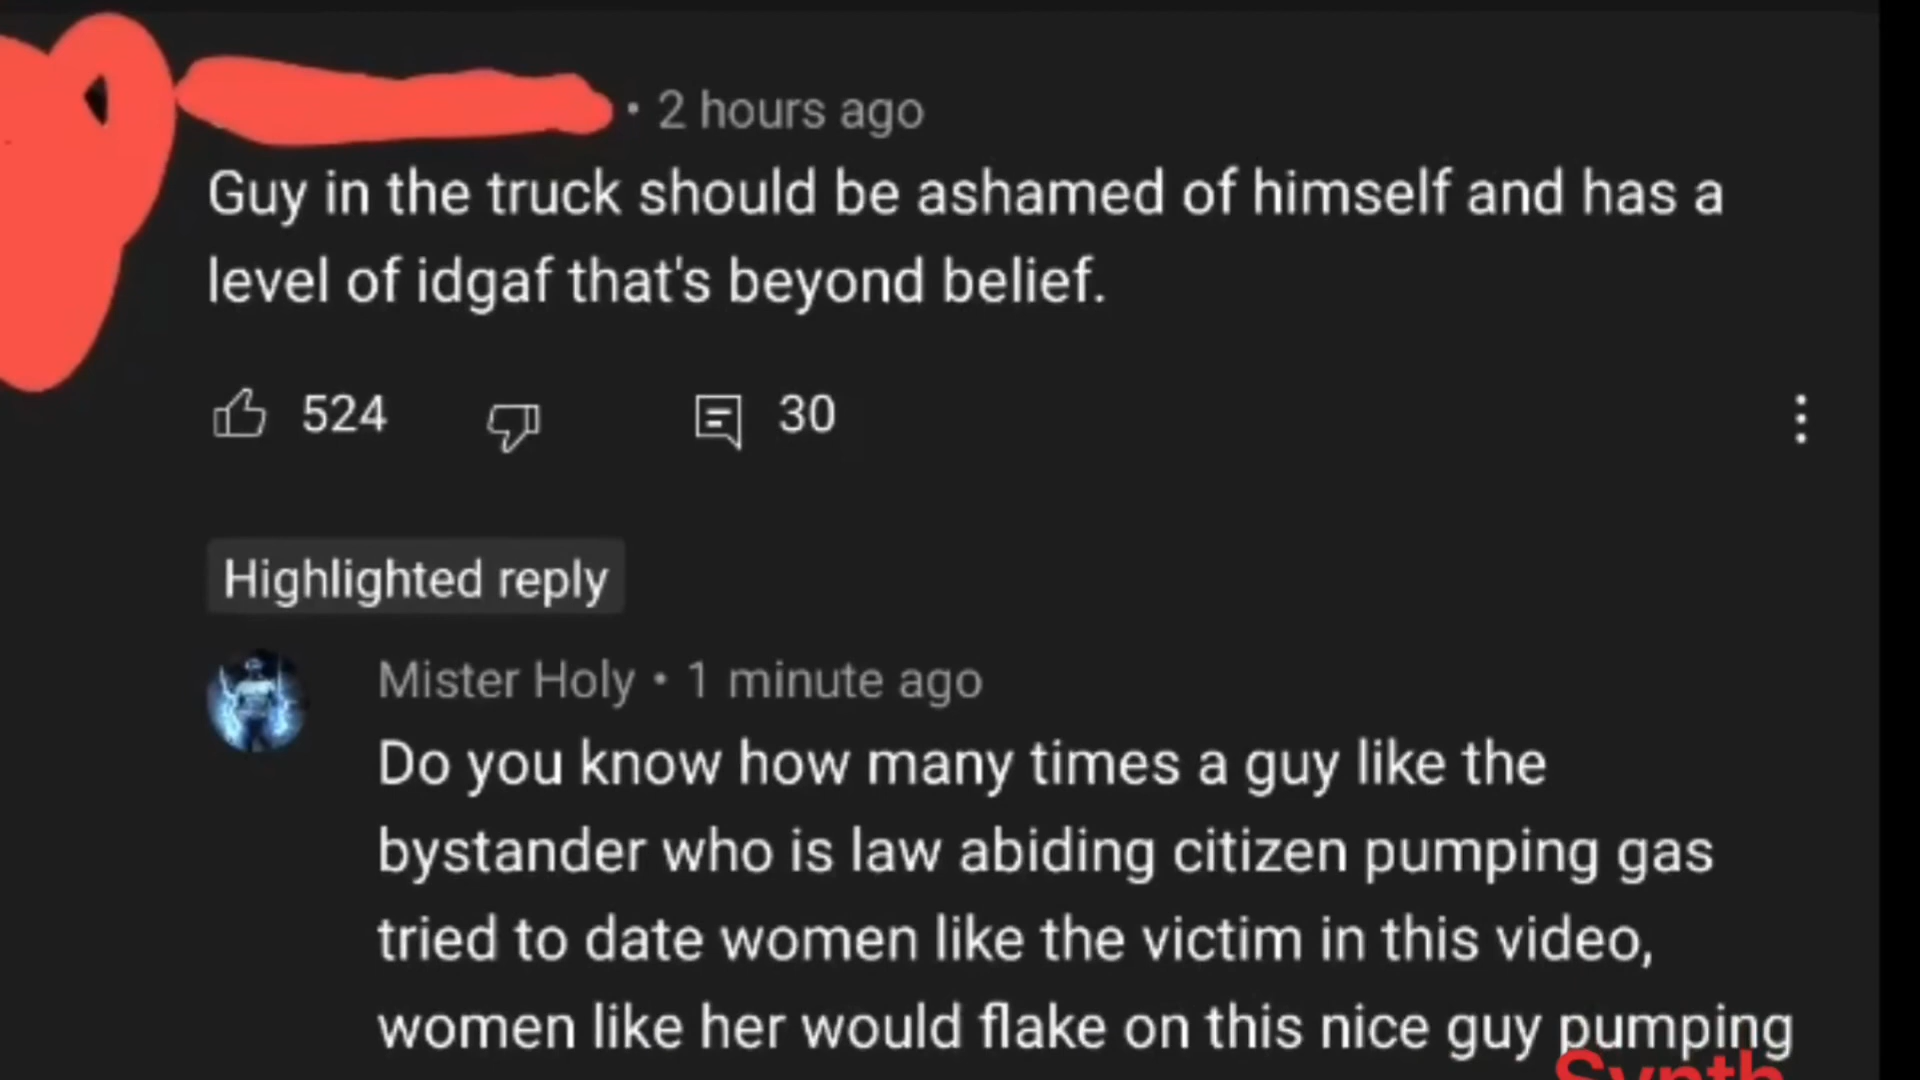 • 2 hours ago
Guy in the truck should be ashamed of himself and has a
level of idgaf that's beyond belief.
524 30
Highlighted reply
Mister Holy • 1 minute ago
Do you know how many times a guy like the
bystander who is law abiding citizen pumping gas
tried to date women like the victim in this video,
women like her would flake on this nice guy pumping
Synth